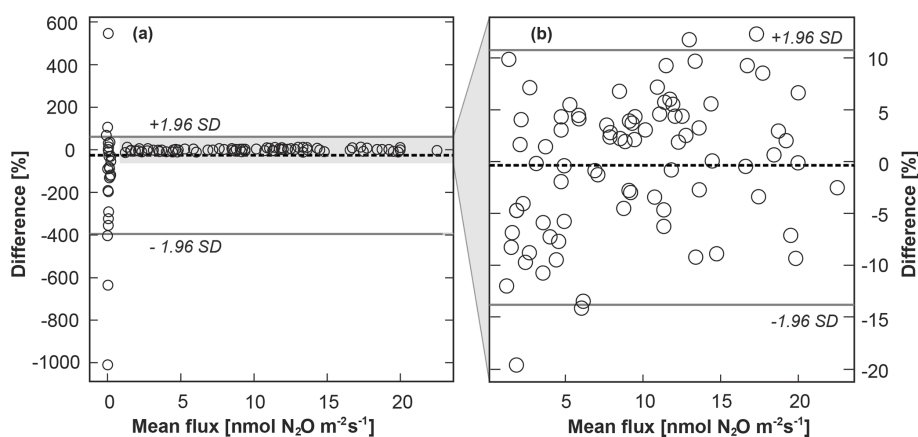 600
400
200
0
-200
-400
-600
-800
-1000
Difference [%]
(a)
+1.96 SD
- 1.96 SD
0 5 10 15 20
Mean flux [nmol N₂O m⁻²s⁻¹]
(b)
+1.96 SD
-1.96 SD
10
5
0
-5
-10
-15
-20
Difference [%]
5 10 15 20
Mean flux [nmol N₂O m⁻²s⁻¹]